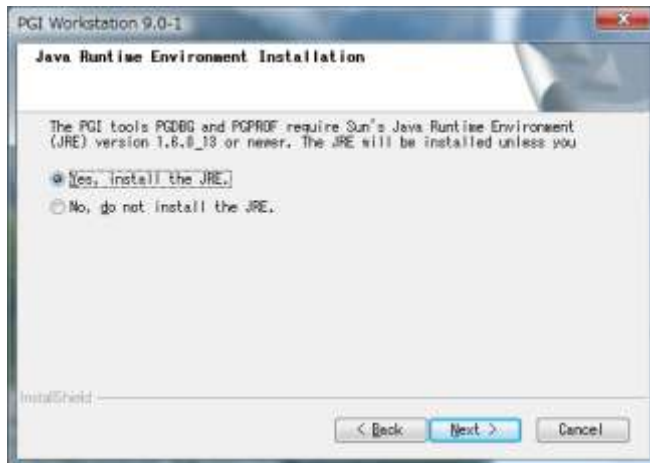 PGI Workstation 9.0-1
Java Runtime Environment Installation
The PGI tools PGDBG and PGPROF require Sun's Java Runtime Environment
(JRE) version 1.6.0_13 or newer. The JRE will be installed unless you
Yes, install the JRE.
No, do not install the JRE.
InstallShield
< Back
Next >
Cancel